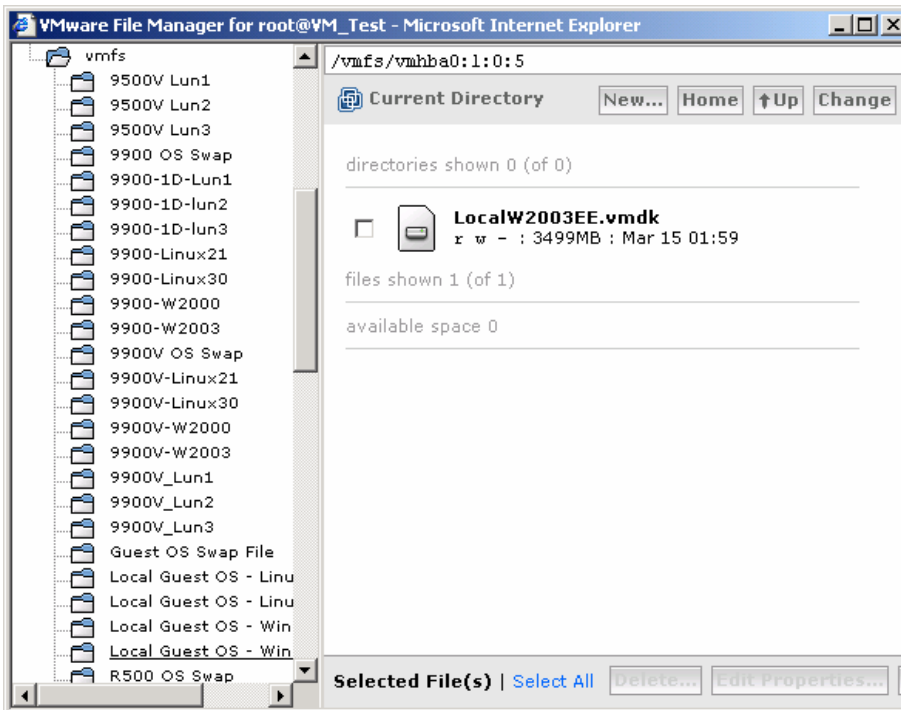 VMware File Manager for root@VM_Test - Microsoft Internet Explorer
vmfs
9500V Lun1
9500V Lun2
9500V Lun3
9900 OS Swap
9900-1D-Lun1
9900-1D-lun2
9900-1D-lun3
9900-Linux21
9900-Linux30
9900-W2000
9900-W2003
9900V OS Swap
9900V-Linux21
9900V-Linux30
9900V-W2000
9900V-W2003
9900V_Lun1
9900V_Lun2
9900V_Lun3
Guest OS Swap File
Local Guest OS - Linu
Local Guest OS - Linu
Local Guest OS - Win
Local Guest OS - Win
R500 OS Swap
/vmfs/vmhba0:1:0:5
Current Directory New... Home ↑Up Change
directories shown 0 (of 0)
LocalW2003EE.vmdk
r w - : 3499MB : Mar 15 01:59
files shown 1 (of 1)
available space 0
Selected File(s) | Select All Delete... Edit Properties...